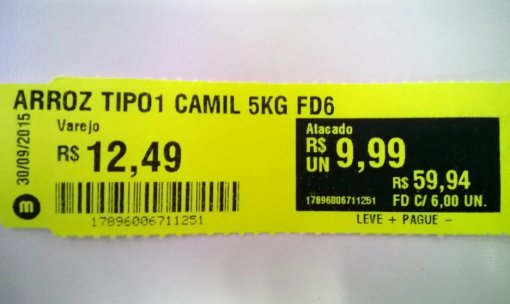 ARROZ TIPO1 CAMIL 5KG FD6
30/09/2015
m
Varejo
R$ 12,49
17896006711251
Atacado
R$ UN 9,99
R$ 59,94
17896006711251 FD C/ 6,00 UN.
LEVE + PAGUE -